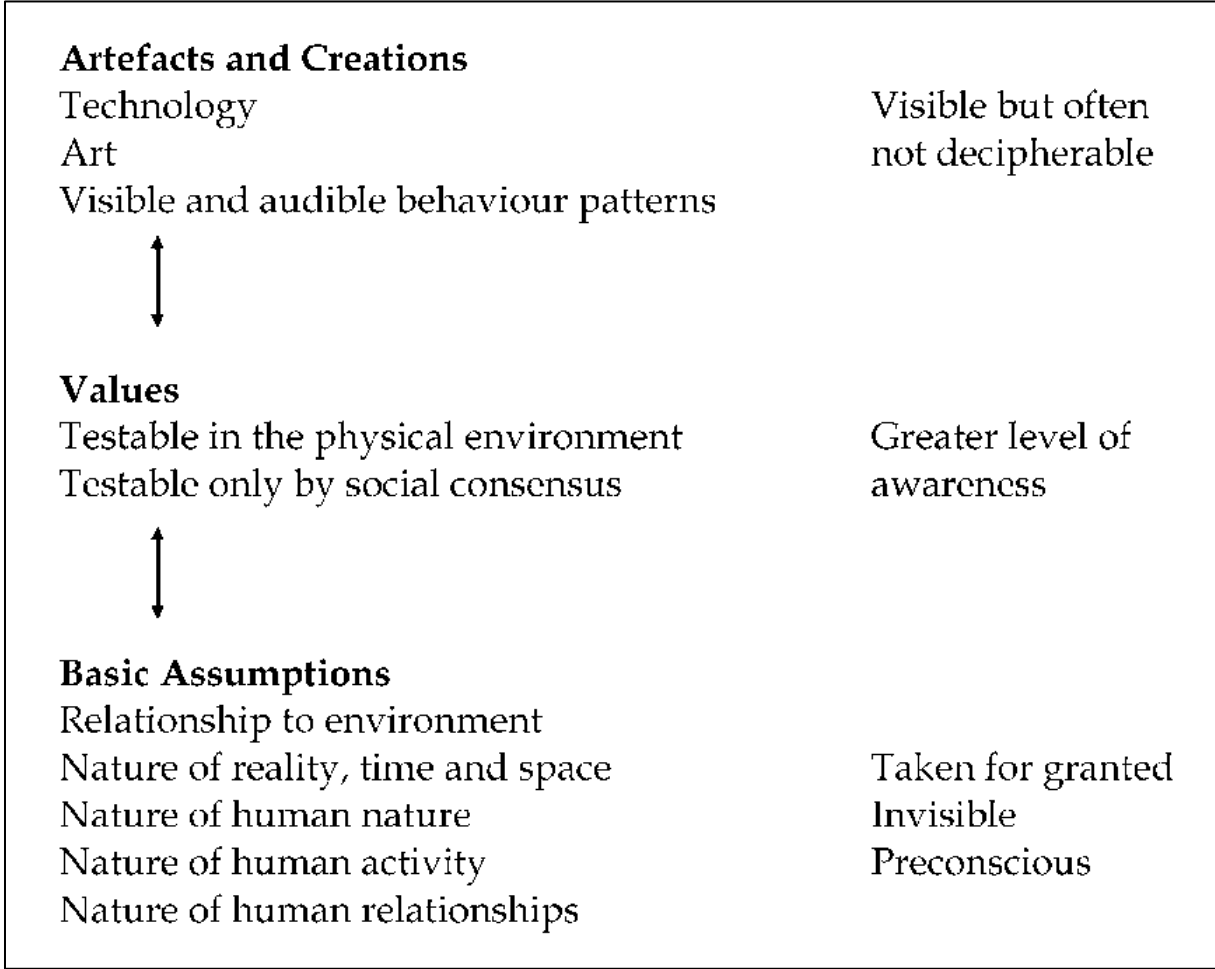 Artefacts and Creations
Technology
Art
Visible and audible behaviour patterns
Visible but often
not decipherable
Values
Testable in the physical environment
Testable only by social consensus
Greater level of
awareness
Basic Assumptions
Relationship to environment
Nature of reality, time and space
Nature of human nature
Nature of human activity
Nature of human relationships
Taken for granted
Invisible
Preconscious